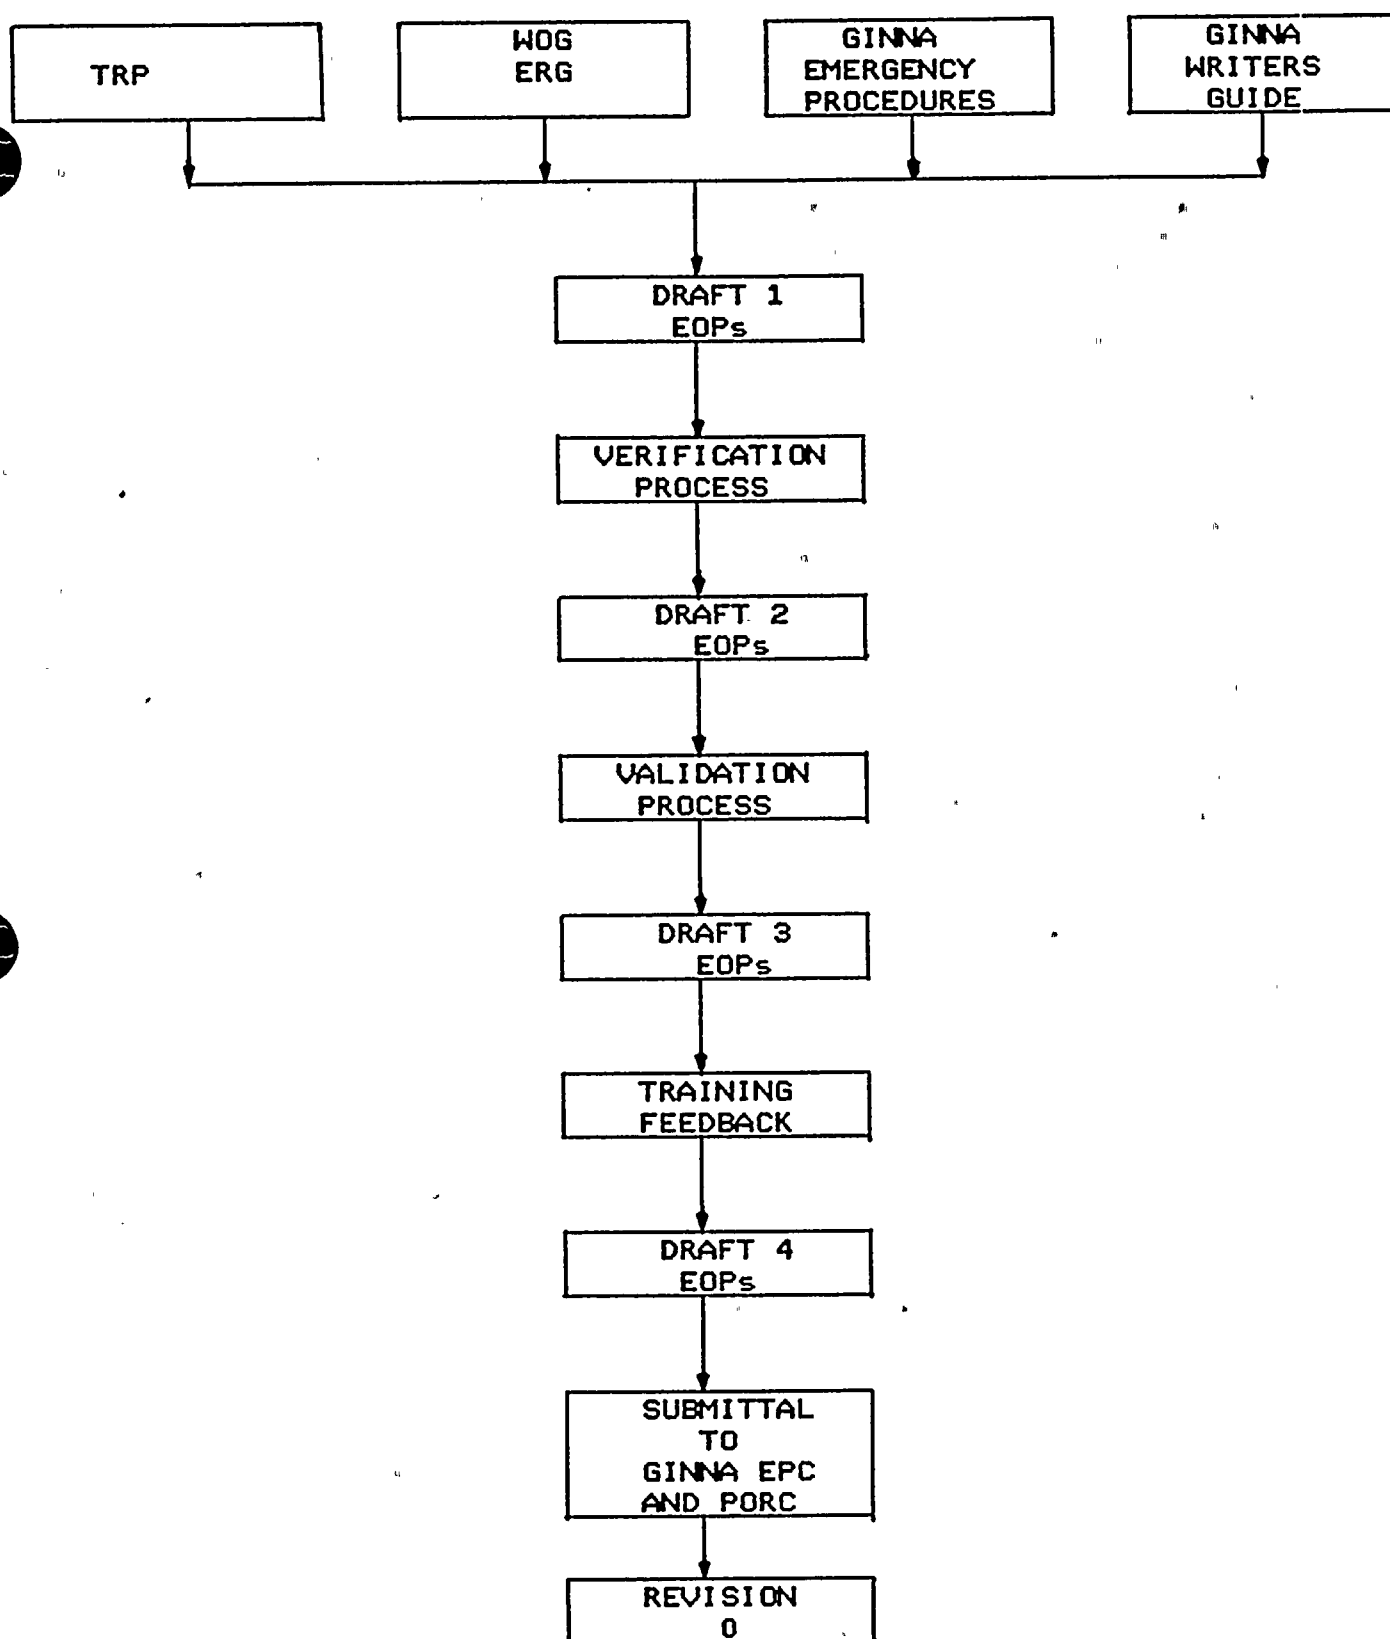 TRP
WOG
ERG
GINNA
EMERGENCY
PROCEDURES
GINNA
WRITERS
GUIDE
DRAFT 1
EOPs
VERIFICATION
PROCESS
DRAFT 2
EOPs
VALIDATION
PROCESS
DRAFT 3
EOPs
TRAINING
FEEDBACK
DRAFT 4
EOPs
SUBMITTAL
TO
GINNA EPC
AND PORC
REVISION
0